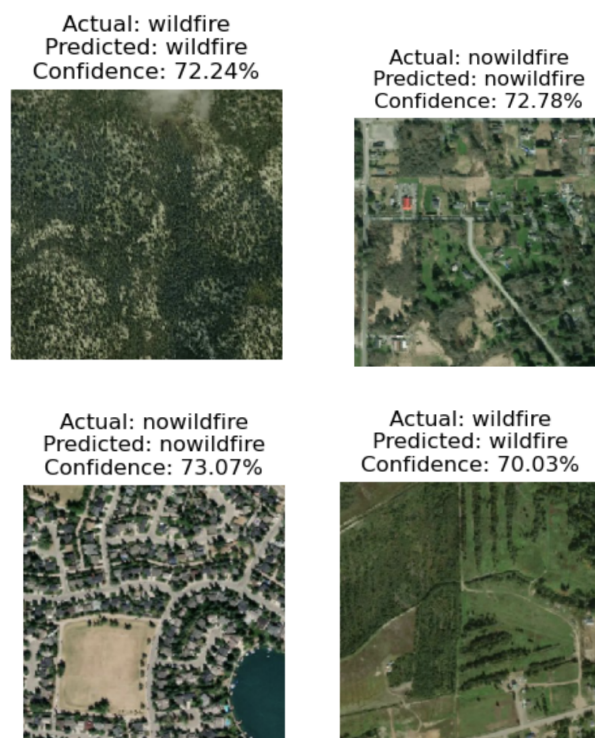 Actual: wildfire
Predicted: wildfire
Confidence: 72.24%
Actual: nowildfire
Predicted: nowildfire
Confidence: 72.78%
Actual: nowildfire
Predicted: nowildfire
Confidence: 73.07%
Actual: wildfire
Predicted: wildfire
Confidence: 70.03%